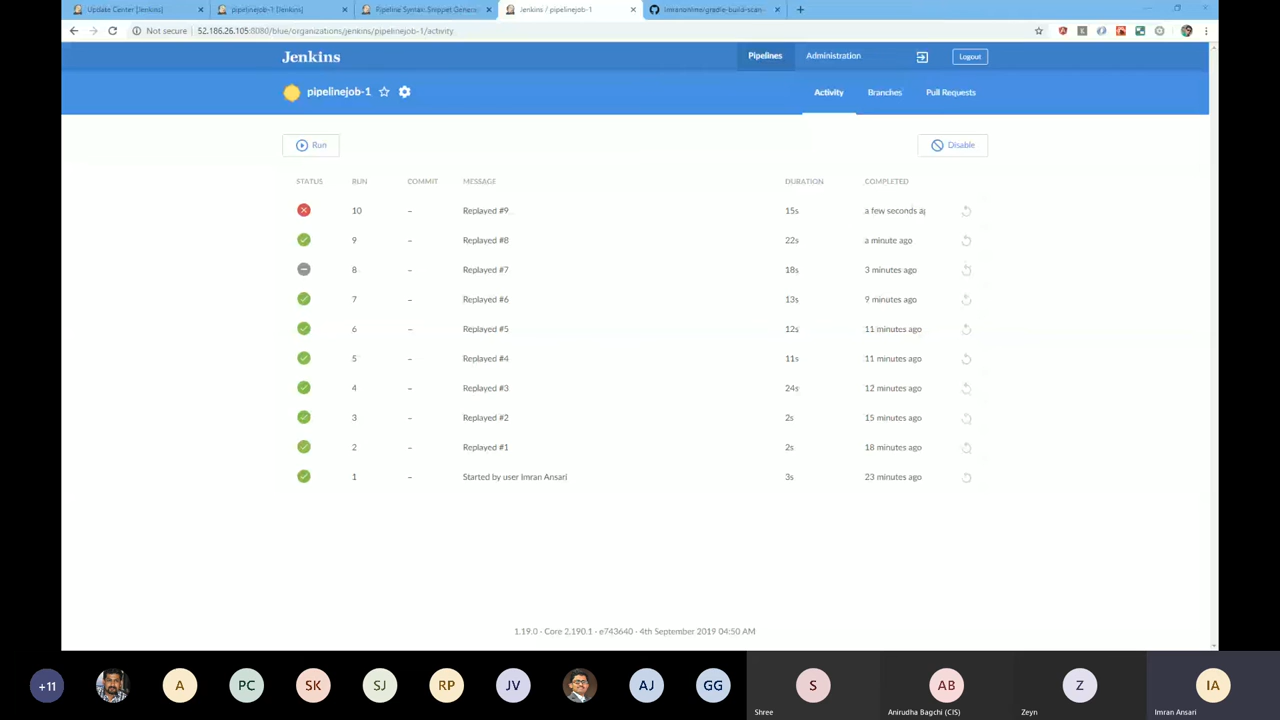 Update Center [Jenkins]
pipelinejob-1 [Jenkins]
Pipeline Syntax: Snippet Generat
Jenkins / pipelinejob-1
imranonline/gradle-build-scan-
Not secure | 52.186.26.105:8080/blue/organizations/jenkins/pipelinejob-1/activity
Jenkins
Pipelines
Administration
Logout
pipelinejob-1
Activity
Branches
Pull Requests
Run
Disable
STATUS RUN COMMIT MESSAGE DURATION COMPLETED
10 – Replayed #9 15s a few seconds ag
9 – Replayed #8 22s a minute ago
8 – Replayed #7 18s 3 minutes ago
7 – Replayed #6 13s 9 minutes ago
6 – Replayed #5 12s 11 minutes ago
5 – Replayed #4 11s 11 minutes ago
4 – Replayed #3 24s 12 minutes ago
3 – Replayed #2 2s 15 minutes ago
2 – Replayed #1 2s 18 minutes ago
1 – Started by user Imran Ansari 3s 23 minutes ago
1.19.0 · Core 2.190.1 · e743640 · 4th September 2019 04:50 AM
+11
A
PC
SK
SJ
RP
JV
AJ
GG
S
AB
Z
IA
Shree
Anirudha Bagchi (CIS)
Zeyn
Imran Ansari